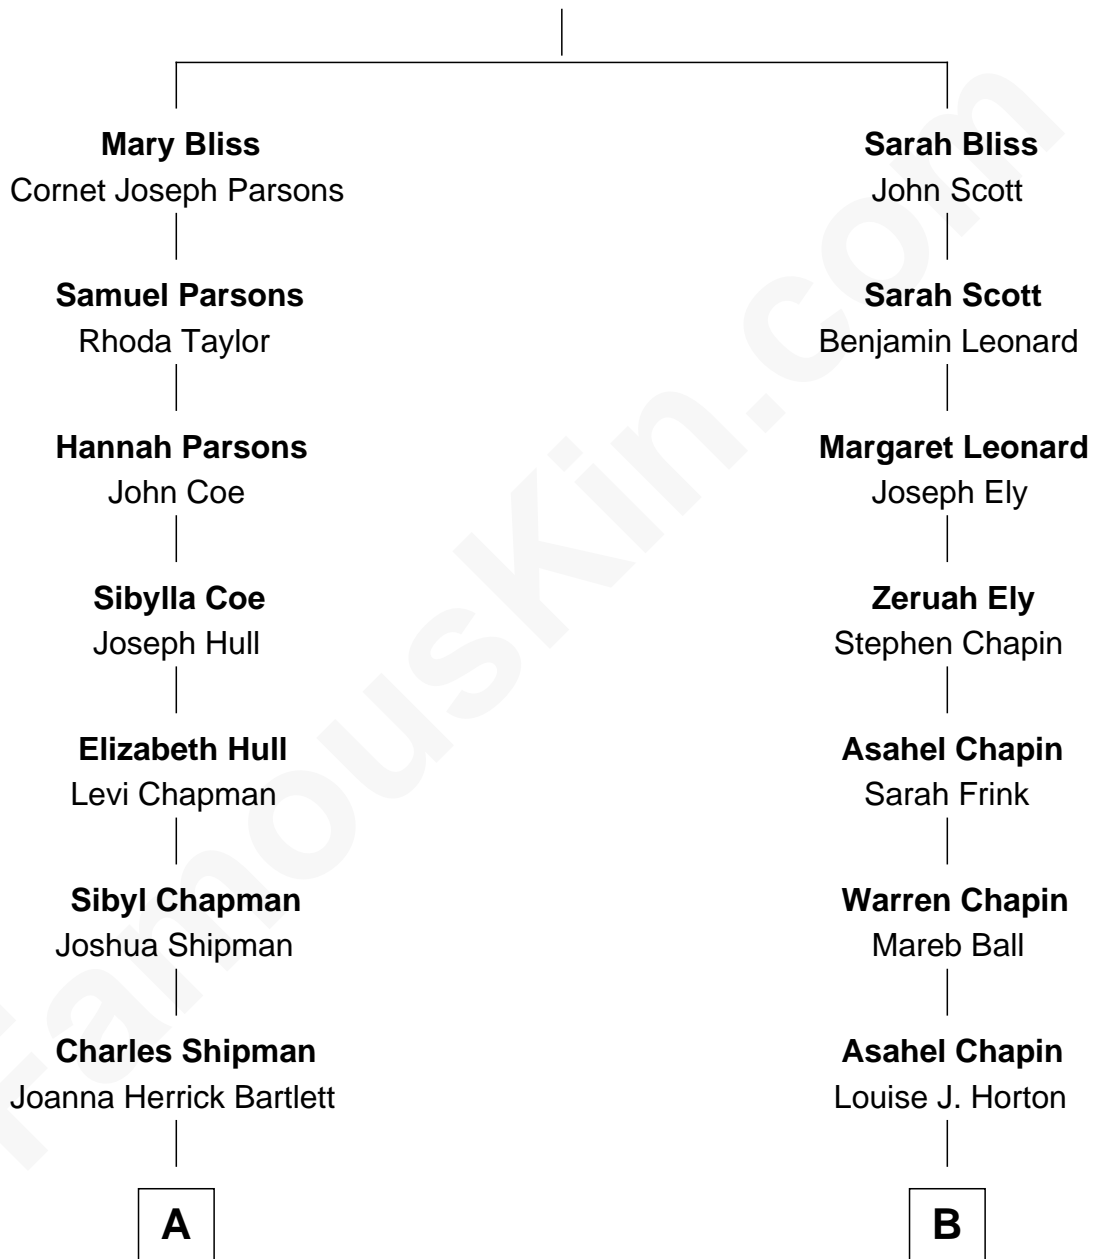 Mary Bliss
Cornet Joseph Parsons
Samuel Parsons
Rhoda Taylor
Hannah Parsons
John Coe
Sibylla Coe
Joseph Hull
Elizabeth Hull
Levi Chapman
Sibyl Chapman
Joshua Shipman
Charles Shipman
Joanna Herrick Bartlett
A
Sarah Bliss
John Scott
Sarah Scott
Benjamin Leonard
Margaret Leonard
Joseph Ely
Zeruah Ely
Stephen Chapin
Asahel Chapin
Sarah Frink
Warren Chapin
Mareb Ball
Asahel Chapin
Louise J. Horton
B
FamousKin.com